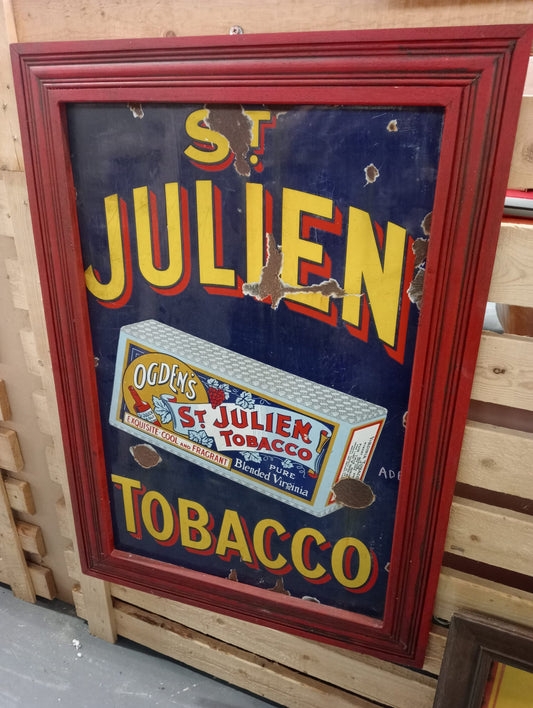 ST.
JULIEN
OGDEN'S
ST. JULIEN
TOBACCO
EXQUISITE·COOL AND FRAGRANT
PURE
Blended Virginia
TOBACCO